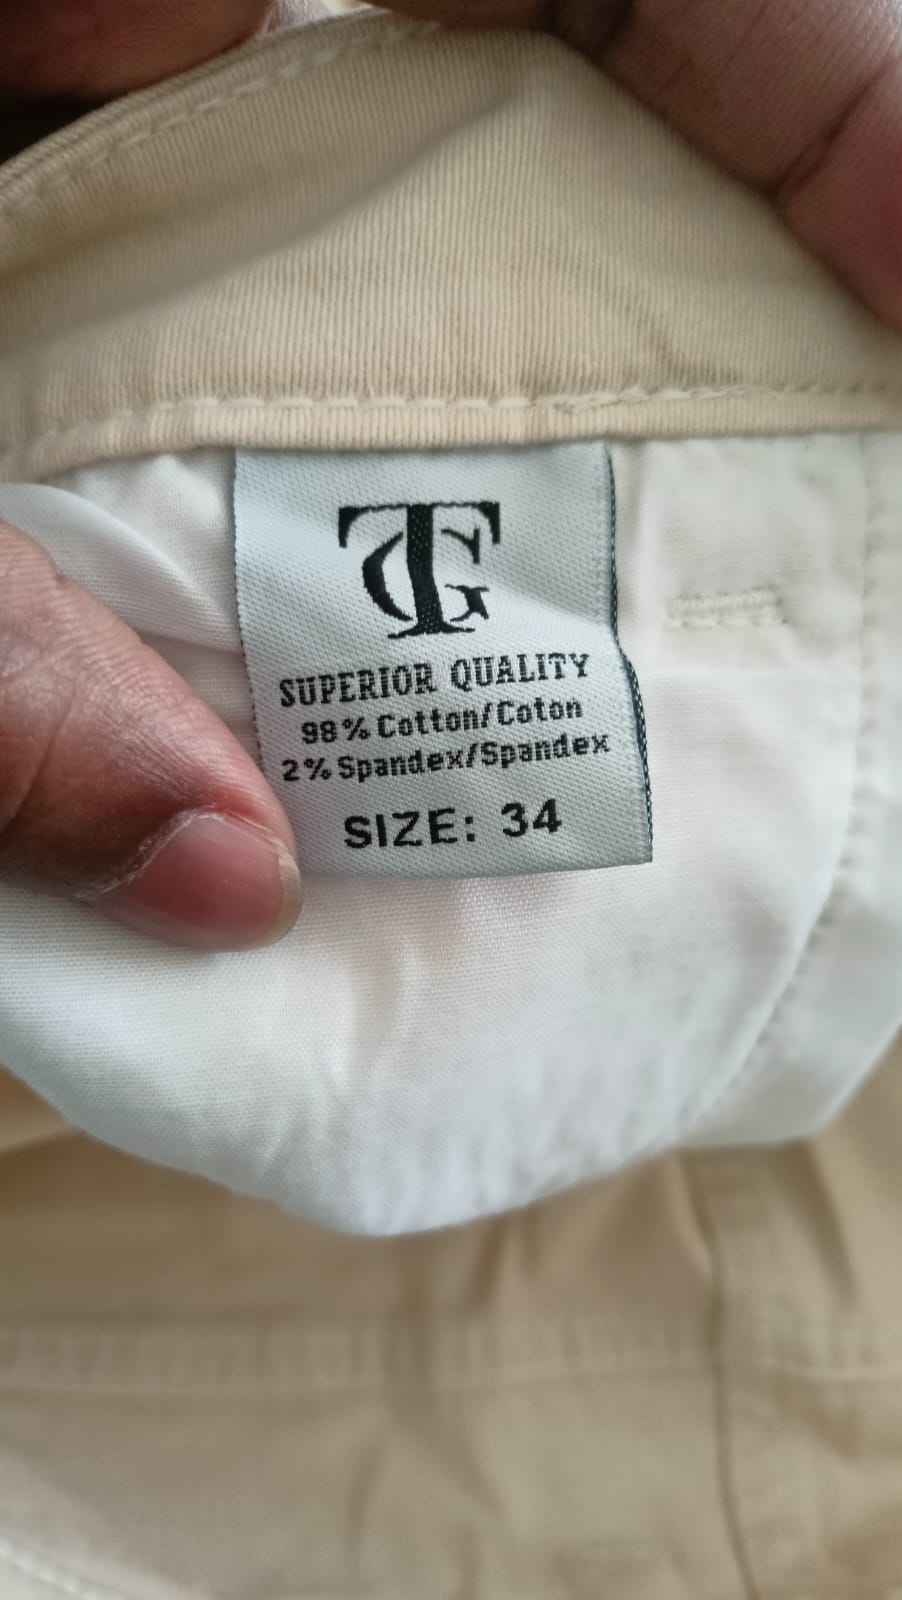 TG
SUPERIOR QUALITY
98% Cotton/Coton
2% Spandex/Spandex
SIZE: 34